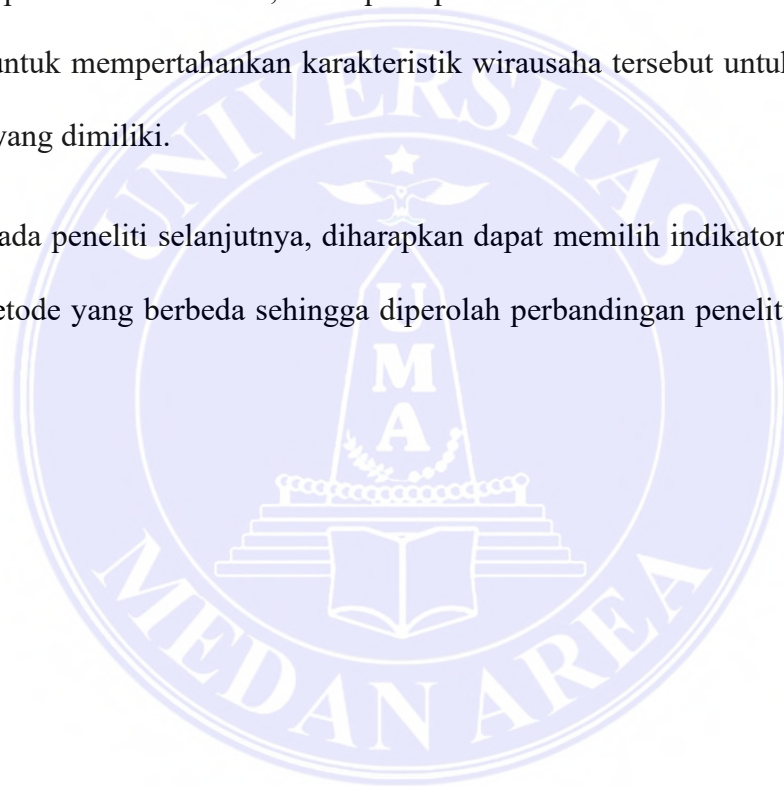 untuk mempertahankan karakteristik wirausaha tersebut untuk
yang dimiliki.
ada peneliti selanjutnya, diharapkan dapat memilih indikator
etode yang berbeda sehingga diperolah perbandingan penelit
UNIVERSITAS
U
M
A
MEDAN AREA